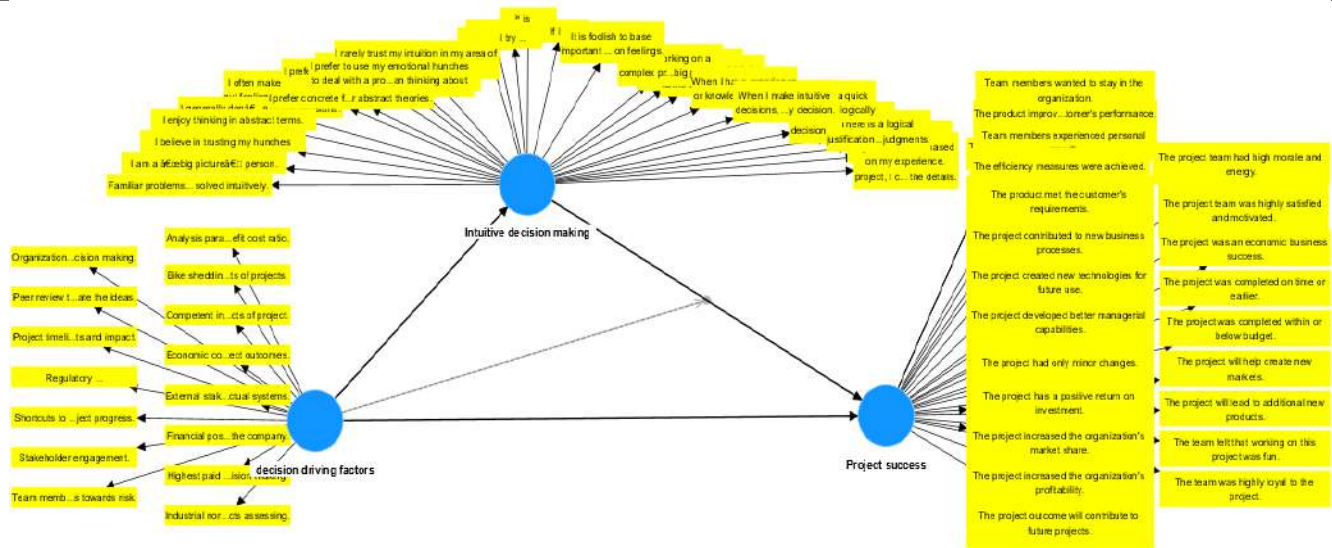 is
I try ...
If I
It is foolish to base
important ... on feelings.
I rarely trust my intuition in my area of
I prefer to use my emotional hunches
to deal with a pro...an thinking about
I often make
I prefer concrete f...r abstract theories.
I enjoy thinking in abstract terms.
I believe in trusting my hunches
I am a â€œbig pictureâ€ person.
Familiar problems... solved intuitively.
orking on a
complex pr...big
When I
or knowle
When I make intuitive
decisions, ...y decision.
a quick
logically
decision
here is a logical
justification...judgments.
based
on my experience.
project, I c... the details.
Intuitive decision making
Analysis para...efit cost ratio.
Organization...cision making.
Bike sheddin...ts of projects.
Peer review t...ate the ideas.
Competent in...cts of project.
Project timeli...ts and impact.
Economic co...ect outcomes.
Regulatory ...
External stak...ctual systems.
Shortcuts to ...ject progress.
Financial pos...the company.
Stakeholder engagement.
Highest paid ...ision making
Team memb...s towards risk.
Industrial nor...cts assessing.
decision driving factors
Project success
Team members wanted to stay in the
organization.
The product improv...tomer's performance.
Team members experienced personal
The efficiency measures were achieved.
The product met the customer's
requirements.
The project contributed to new business
processes.
The project created new technologies for
future use.
The project developed better managerial
capabilities.
The project had only minor changes.
The project has a positive return on
investment.
The project increased the organization's
market share.
The project increased the organization's
profitability.
The project outcome will contribute to
future projects.
The project team had high morale and
energy.
The project team was highly satisfied
and motivated.
The project was an economic business
success.
The project was completed on time or
earlier.
The project was completed within or
below budget.
The project will help create new
markets.
The project will lead to additional new
products.
The team felt that working on this
project was fun.
The team was highly loyal to the
project.